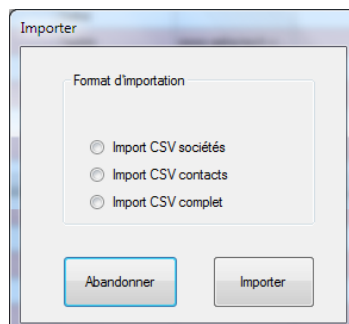 Importer
Format d'importation
Import CSV sociétés
Import CSV contacts
Import CSV complet
Abandonner
Importer